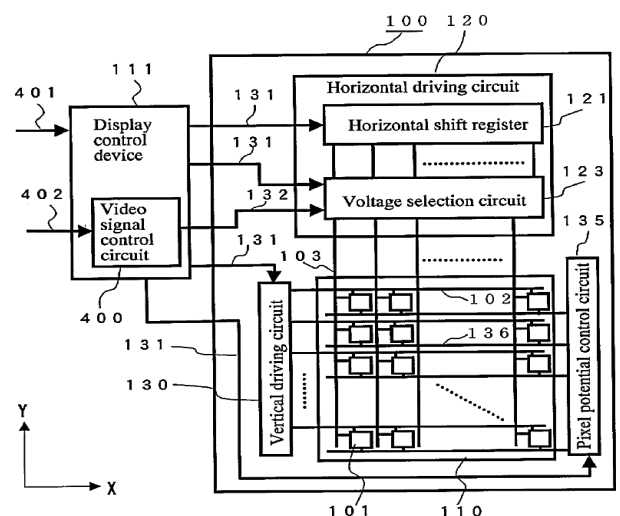 100
120
111
401
131
Horizontal driving circuit
121
Display
control
device
Horizontal shift register
131
402
132
Voltage selection circuit
123
Video
signal
control
circuit
131
135
103
400
102
136
131
130
Vertical driving circuit
Pixel potential control circuit
Y
X
101
110